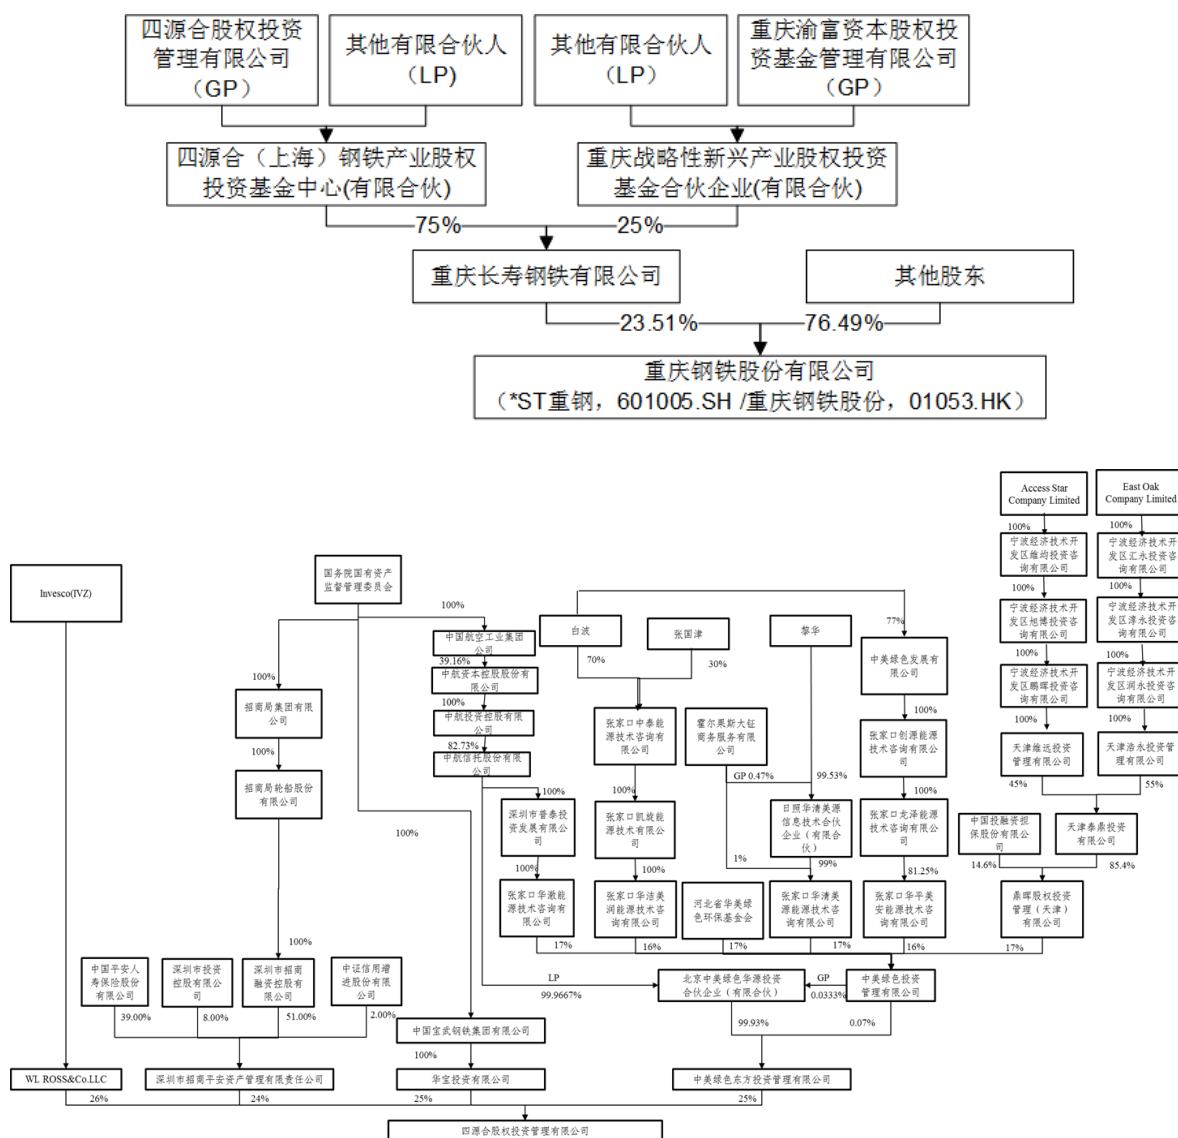 四源合股权投资
管理有限公司
（GP）
其他有限合伙人
（LP)
其他有限合伙人
（LP)
重庆渝富资本股权投
资基金管理有限公司
（GP）
四源合（上海）钢铁产业股权
投资基金中心(有限合伙)
重庆战略性新兴产业股权投资
基金合伙企业(有限合伙)
75%
25%
重庆长寿钢铁有限公司
其他股东
23.51%
76.49%
重庆钢铁股份有限公司
（*ST重钢，601005.SH /重庆钢铁股份，01053.HK）
Access Star
Company Limited
East Oak
Company Limited
100%
100%
宁波经济技术开
发区维均投资咨
询有限公司
宁波经济技术开
发区汇永投资咨
询有限公司
100%
100%
宁波经济技术开
发区旭博投资咨
询有限公司
宁波经济技术开
发区淳永投资咨
询有限公司
100%
100%
宁波经济技术开
发区鹏晖投资咨
询有限公司
宁波经济技术开
发区润永投资咨
询有限公司
100%
100%
天津维远投资
管理有限公司
天津浩永投资管
理有限公司
45%
55%
中国投融资担
保股份有限公司
天津泰鼎投资
有限公司
14.6%
85.4%
鼎晖股权投资
管理（天津）
有限公司
Invesco(IVZ)
国务院国有资产
监督管理委员会
100%
中国航空工业集团
公司
39.16%
中航资本控股股份有
限公司
100%
中航投资控股有限
公司
82.73%
中航信托股份有限
公司
100%
招商局集团有限
公司
100%
招商局轮船股份
有限公司
100%
100%
深圳市普泰投
资发展有限公
司
100%
张家口华澈能
源技术咨询有
限公司
白波
70%
张国津
30%
张家口中泰能
源技术咨询有
限公司
100%
张家口凯旋能
源技术有限公
司
100%
张家口华洁美
润能源技术咨
询有限公司
黎华
霍尔果斯大征
商务服务有限
公司
GP 0.47%
99.53%
日照华清美源
信息技术合伙
企业（有限合
伙）
1%
99%
河北省华美绿
色环保基金会
张家口华清美
源能源技术咨
询有限公司
77%
中美绿色发展有
限公司
100%
张家口创源能源
技术咨询有限公
司
100%
张家口龙泽能源
技术咨询有限公
司
81.25%
张家口华平美
安能源技术咨
询有限公司
17%
16%
17%
17%
16%
17%
100%
中国平安人
寿保险股份
有限公司
深圳市投资
控股有限公
司
深圳市招商
融资控股有
限公司
中证信用增
进股份有限
公司
39.00%
8.00%
51.00%
2.00%
LP
99.9667%
北京中美绿色华源投资
合伙企业（有限合伙）
GP
0.0333%
中美绿色投资
管理有限公司
中国宝武钢铁集团有限公司
99.93%
0.07%
100%
WL ROSS&Co.LLC
深圳市招商平安资产管理有限责任公司
华宝投资有限公司
中美绿色东方投资管理有限公司
26%
24%
25%
25%
四源合股权投资管理有限公司